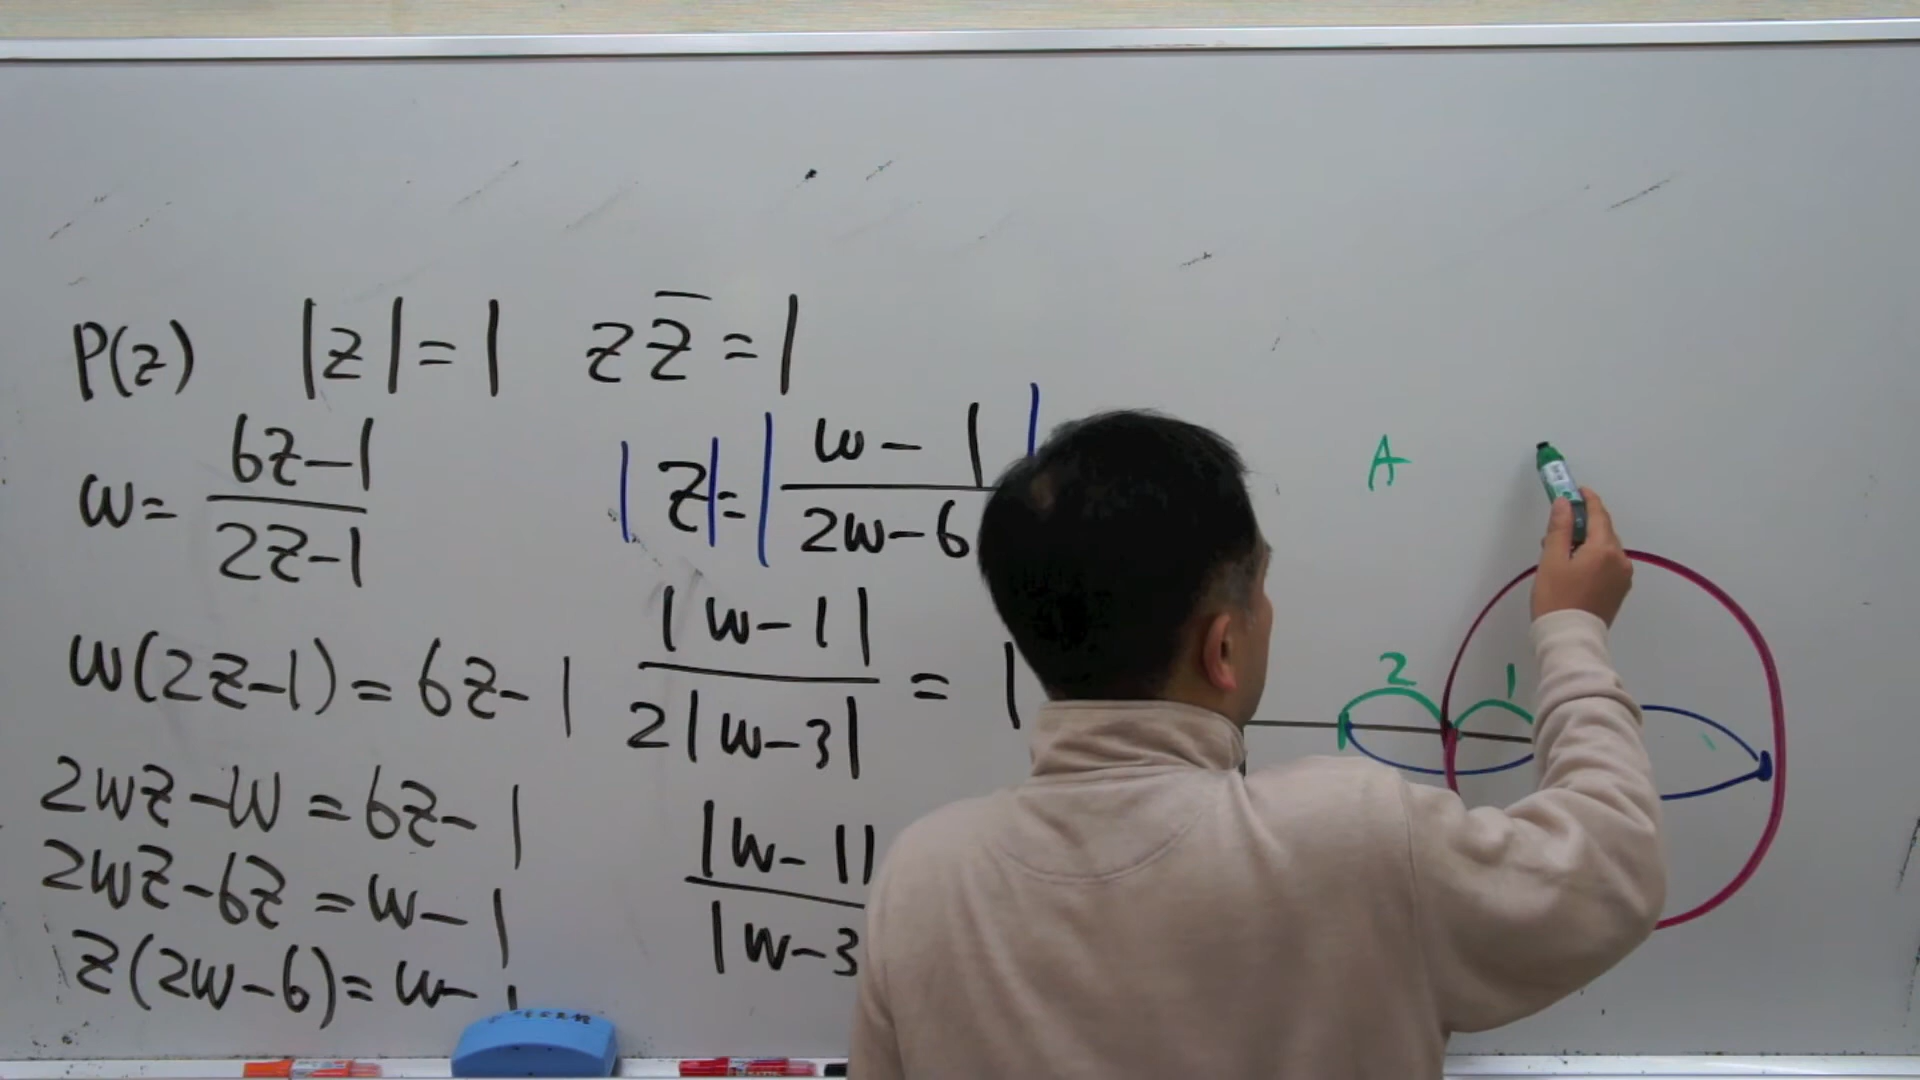 P(z) |z|=1 z z̄=1
w= (6z-1)/(2z-1)
w(2z-1)=6z-1
2wz-w=6z-1
2wz-6z=w-1
z(2w-6)=w-
|z|=|(w-1)/(2w-6)|
|w-1|/(2|w-3|) = 1
|w-1|/|w-3
A
2 1